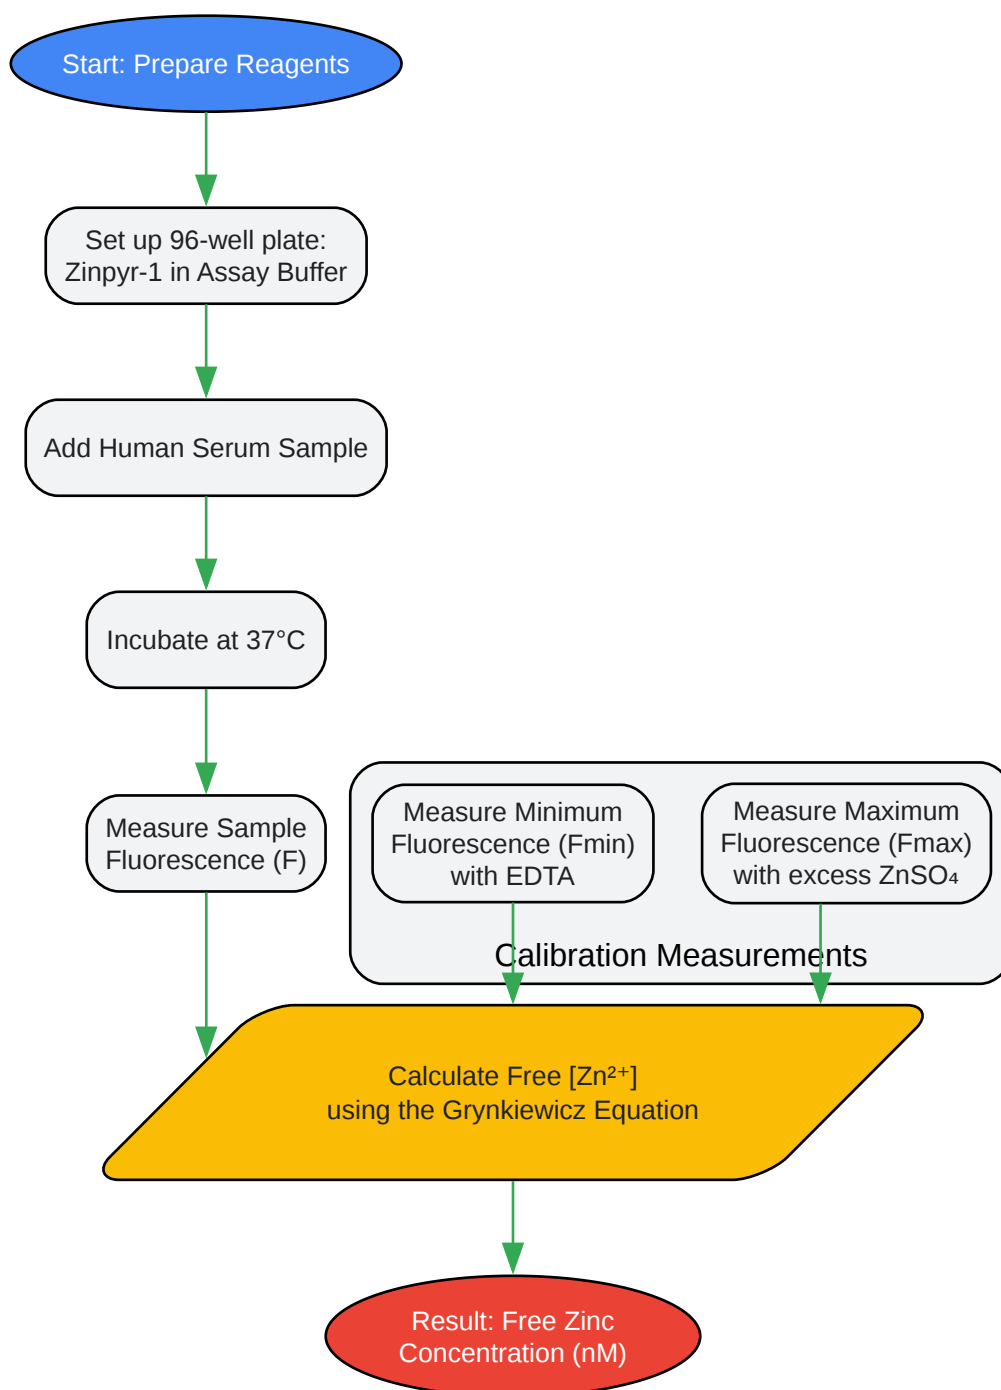 Start: Prepare Reagents
Set up 96-well plate:
Zinpyr-1 in Assay Buffer
Add Human Serum Sample
Incubate at 37°C
Measure Sample
Fluorescence (F)
Measure Minimum
Fluorescence (Fmin)
with EDTA
Measure Maximum
Fluorescence (Fmax)
with excess ZnSO₄
Calibration Measurements
Calculate Free [Zn²⁺]
using the Grynkiewicz Equation
Result: Free Zinc
Concentration (nM)